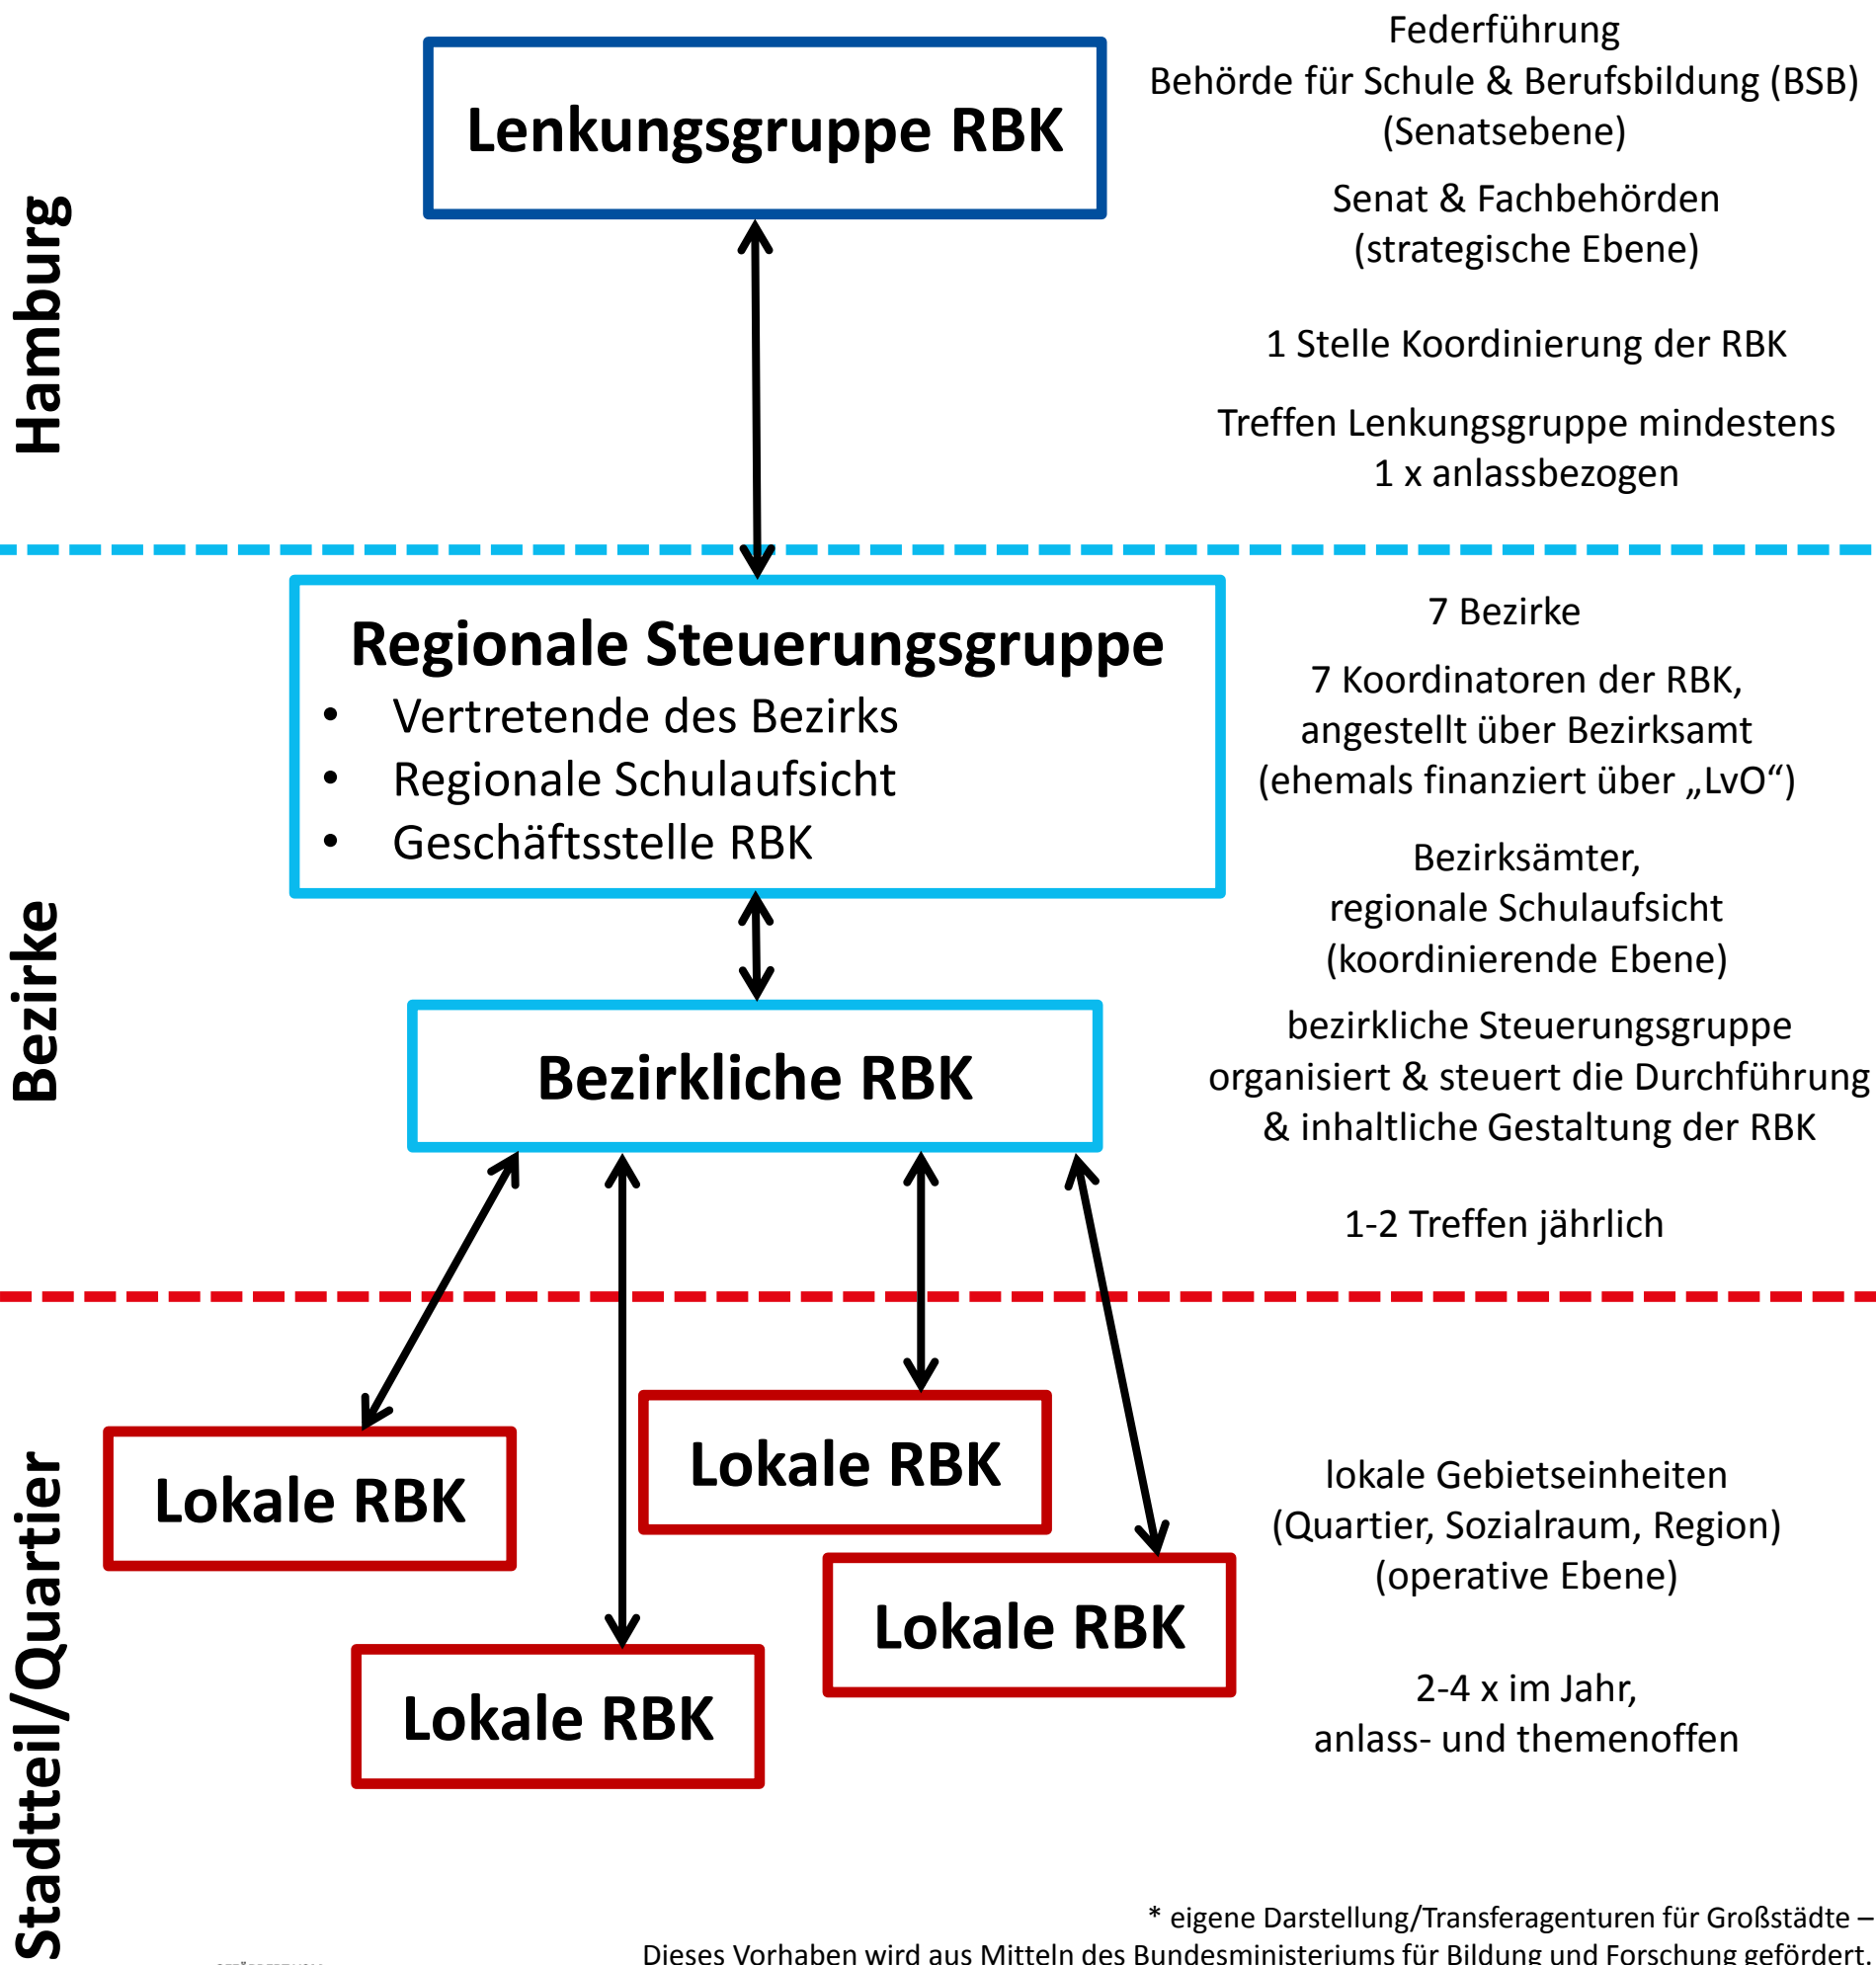 Hamburg
Lenkungsgruppe RBK
Federführung
Behörde für Schule & Berufsbildung (BSB)
(Senatsebene)
Senat & Fachbehörden
(strategische Ebene)
1 Stelle Koordinierung der RBK
Treffen Lenkungsgruppe mindestens
1 x anlassbezogen
Bezirke
Regionale Steuerungsgruppe
• Vertretende des Bezirks
• Regionale Schulaufsicht
• Geschäftsstelle RBK
Bezirkliche RBK
7 Bezirke
7 Koordinatoren der RBK,
angestellt über Bezirksamt
(ehemals finanziert über „LvO“)
Bezirksämter,
regionale Schulaufsicht
(koordinierende Ebene)
bezirkliche Steuerungsgruppe
organisiert & steuert die Durchführung
& inhaltliche Gestaltung der RBK
1-2 Treffen jährlich
Stadtteil/Quartier
Lokale RBK
Lokale RBK
Lokale RBK
Lokale RBK
lokale Gebietseinheiten
(Quartier, Sozialraum, Region)
(operative Ebene)
2-4 x im Jahr,
anlass- und themenoffen
* eigene Darstellung/Transferagenturen für Großstädte –
Dieses Vorhaben wird aus Mitteln des Bundesministeriums für Bildung und Forschung gefördert.